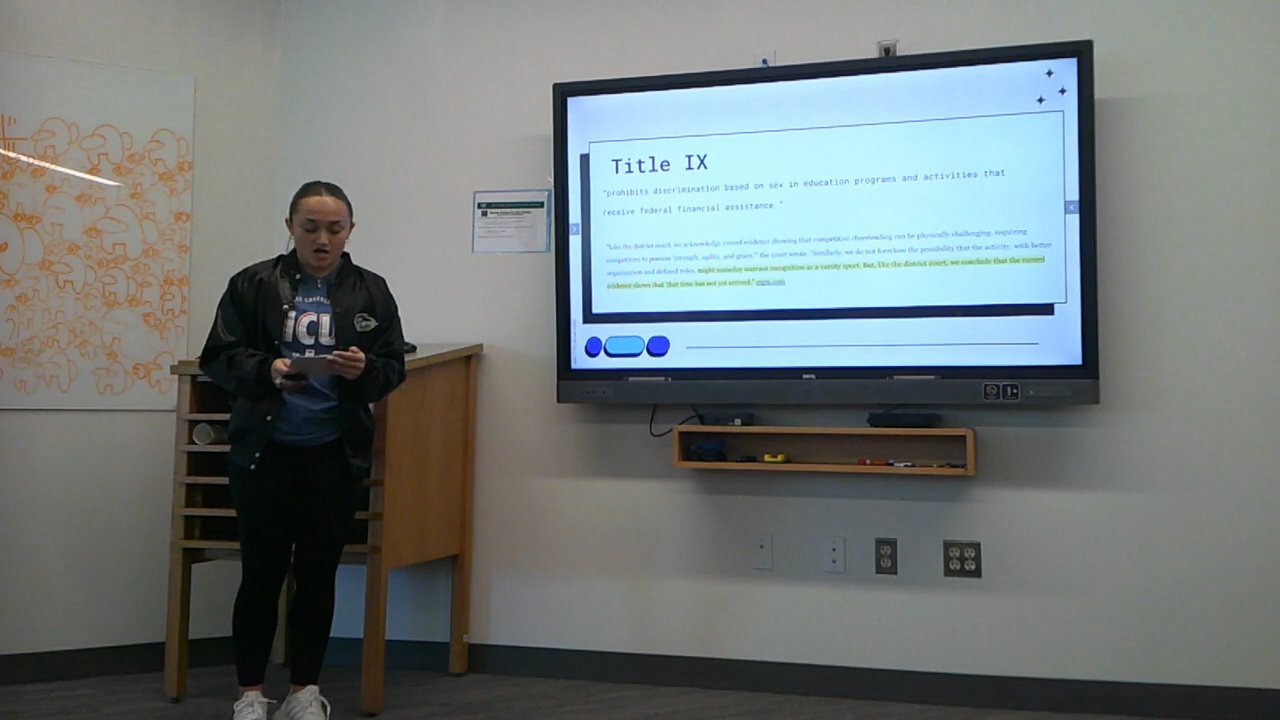 Title IX
"prohibits discrimination based on sex in education programs and activities that
receive federal financial assistance "
"Like the district court, we acknowledge record evidence showing that competitive cheerleading can be physically challenging, requiring
competitors to possess 'strength, agility, and grace,'" the court wrote. "Similarly, we do not foreclose the possibility that the activity, with better
organization and defined rules, might someday warrant recognition as a varsity sport. But, like the district court, we conclude that the record
evidence shows that 'that time has not yet arrived.'" espn.com